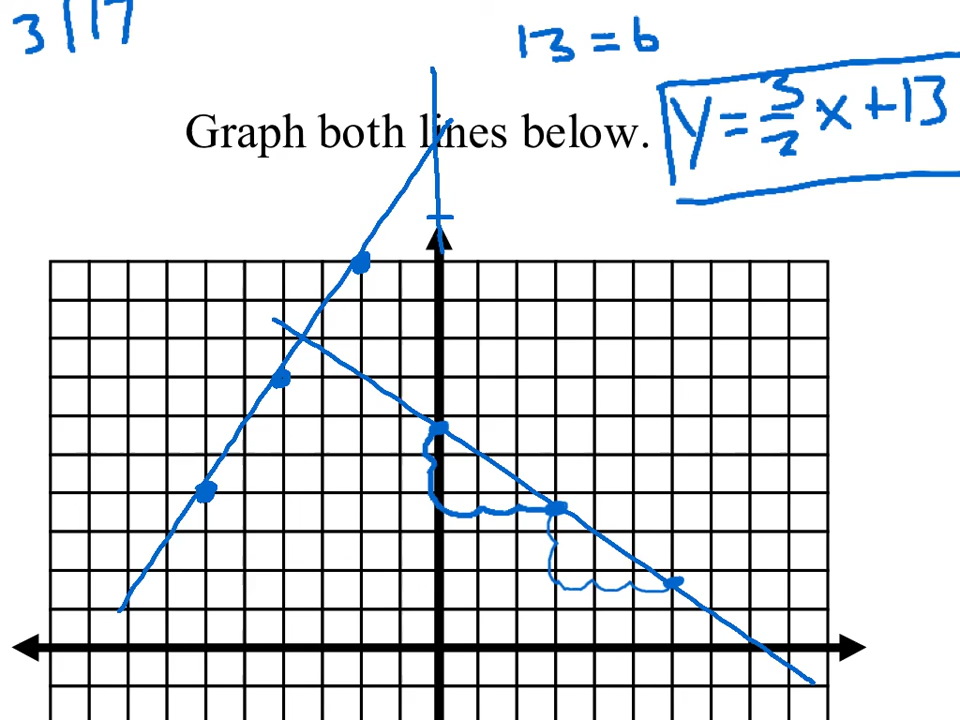 3 | 17
13 = b
y = 3/2 x + 13
Graph both lines below.